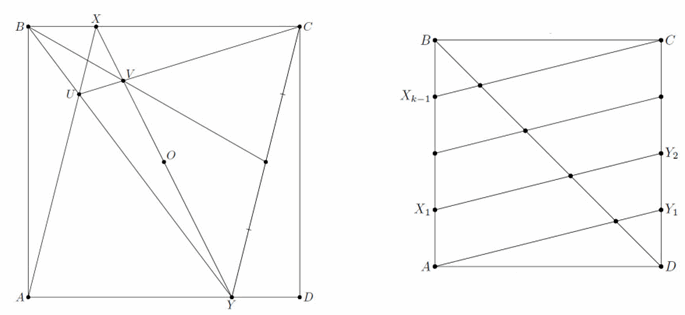 B X C
V
U
O
A Y D
B C
X_{k−1}
Y_2
X_1 Y_1
A D